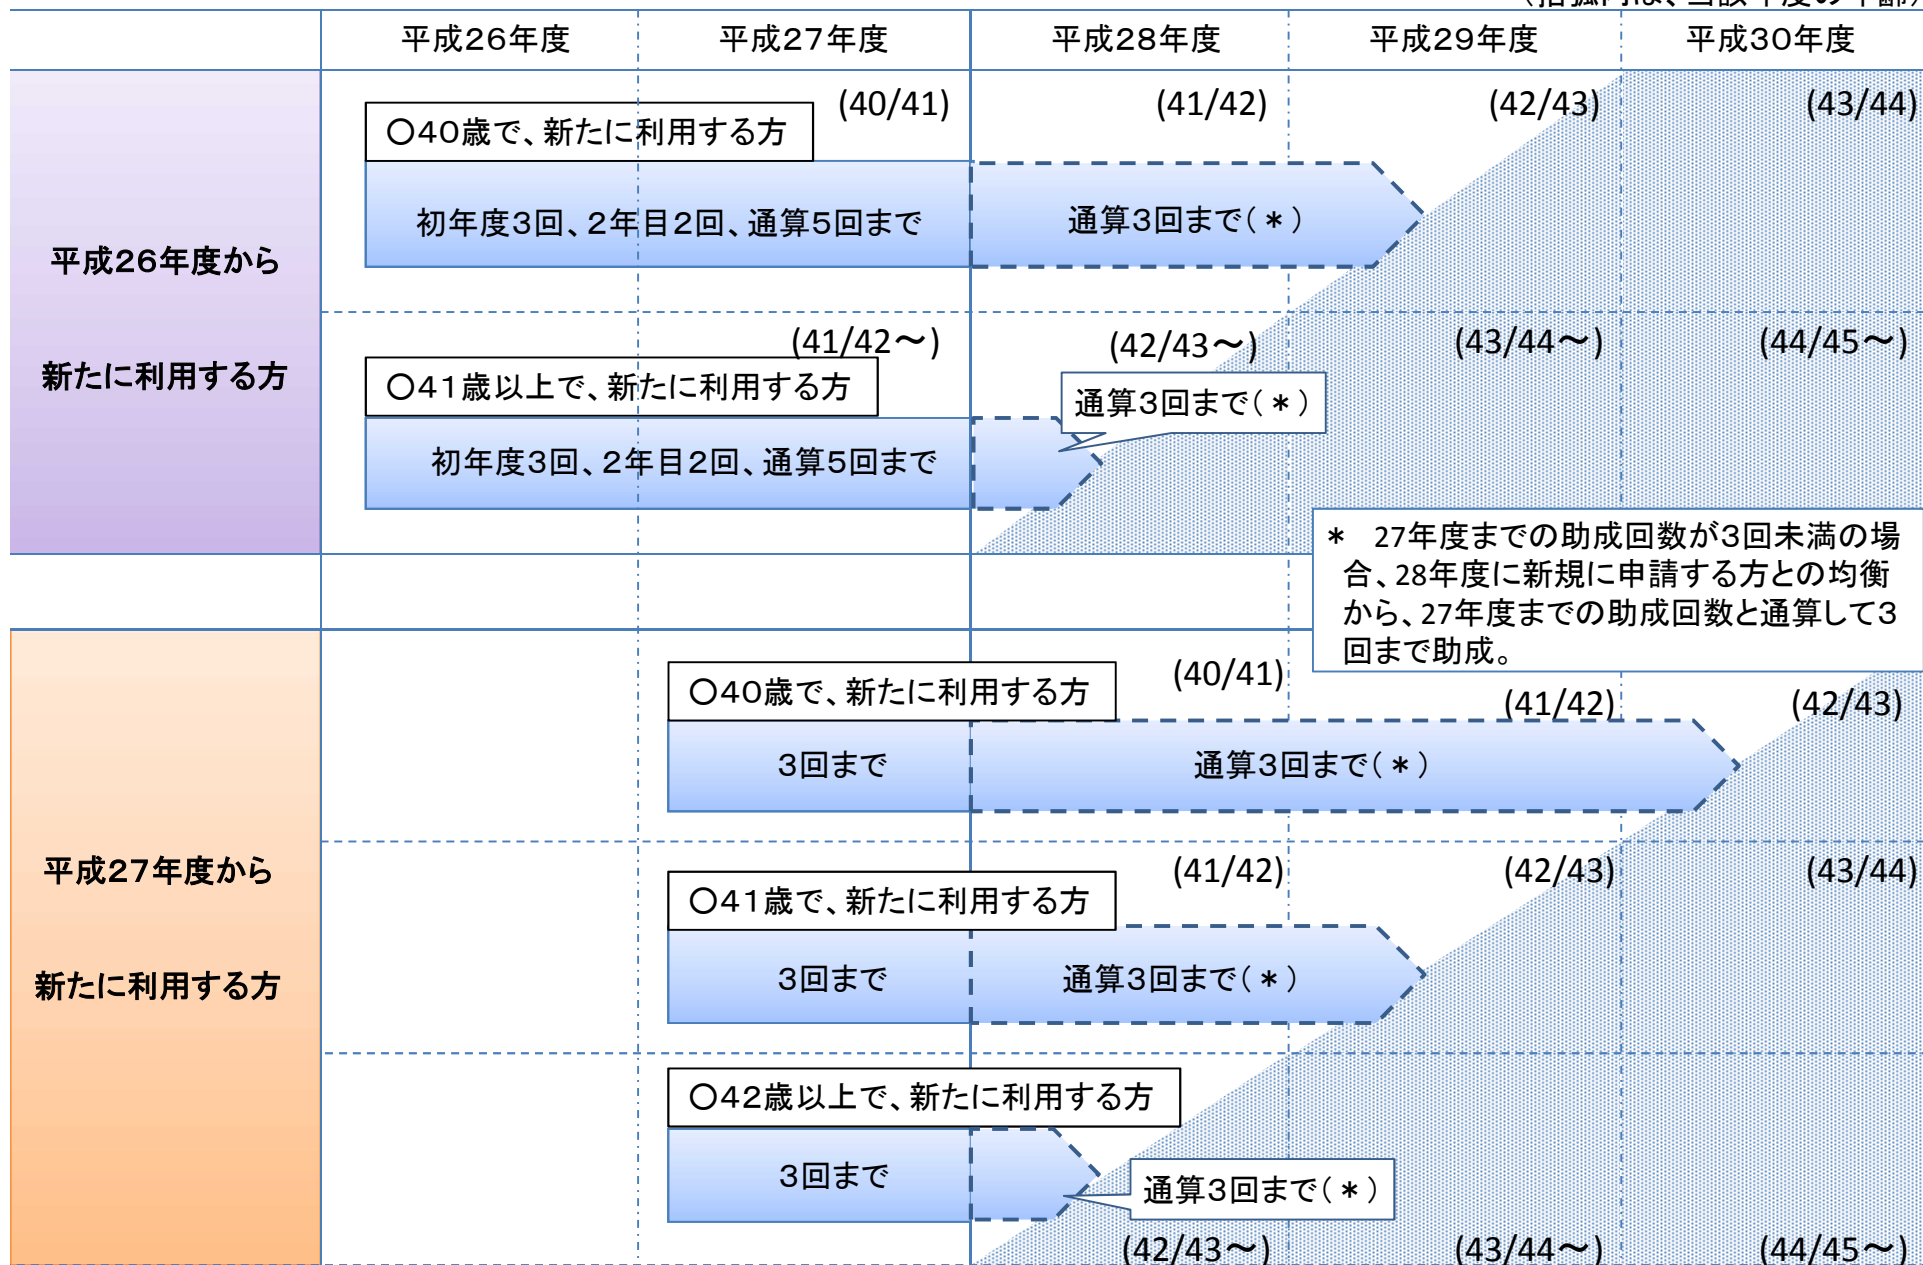 平成26年度 平成27年度 平成28年度 平成29年度 平成30年度
平成26年度から
新たに利用する方
(40/41) (41/42) (42/43) (43/44)
○40歳で、新たに利用する方
初年度3回、2年目2回、通算5回まで
通算3回まで(＊)
(41/42～) (42/43～) (43/44～) (44/45～)
○41歳以上で、新たに利用する方
通算3回まで(＊)
初年度3回、2年目2回、通算5回まで
＊ 27年度までの助成回数が3回未満の場
合、28年度に新規に申請する方との均衡
から、27年度までの助成回数と通算して3
回まで助成。
平成27年度から
新たに利用する方
(40/41) (41/42) (42/43)
○40歳で、新たに利用する方
3回まで
通算3回まで(＊)
(41/42) (42/43) (43/44)
○41歳で、新たに利用する方
3回まで
通算3回まで(＊)
○42歳以上で、新たに利用する方
3回まで
通算3回まで(＊)
(42/43～) (43/44～) (44/45～)